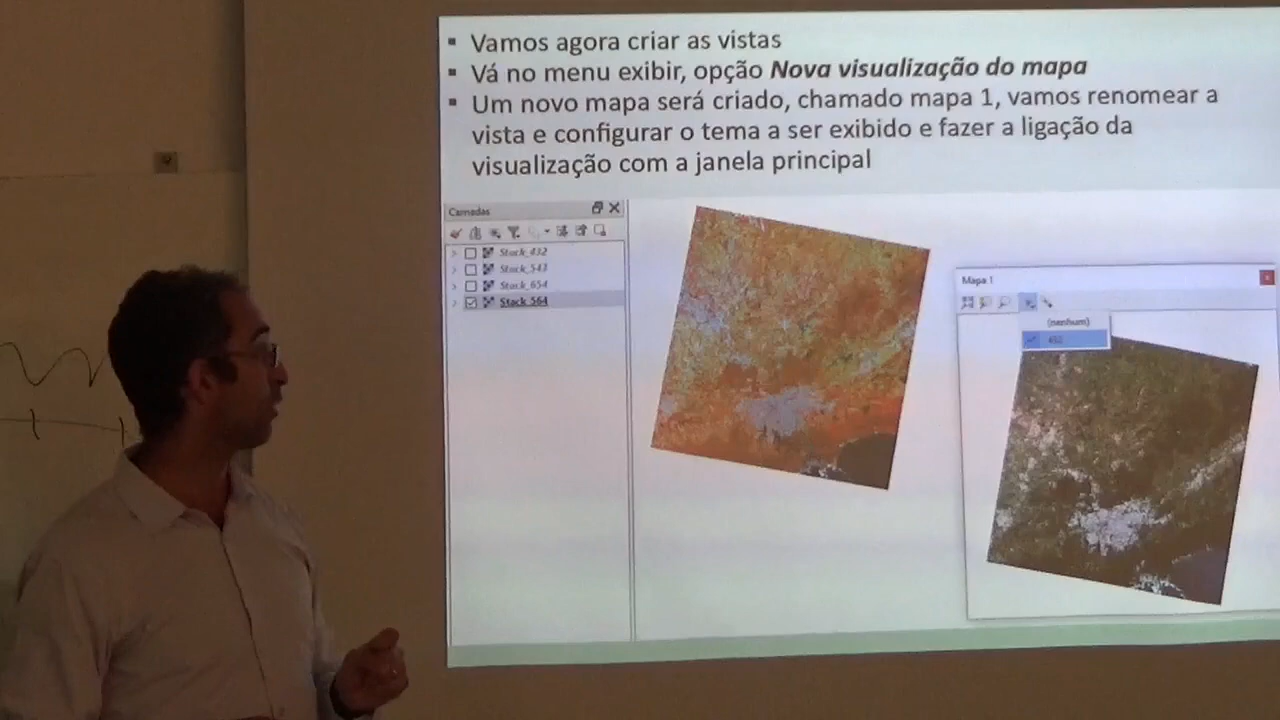 Vamos agora criar as vistas
Vá no menu exibir, opção Nova visualização do mapa
Um novo mapa será criado, chamado mapa 1, vamos renomear a
vista e configurar o tema a ser exibido e fazer a ligação da
visualização com a janela principal
Camadas
Stack_432
Stack_543
Stack_654
Stack_564
Mapa 1
(nenhum)